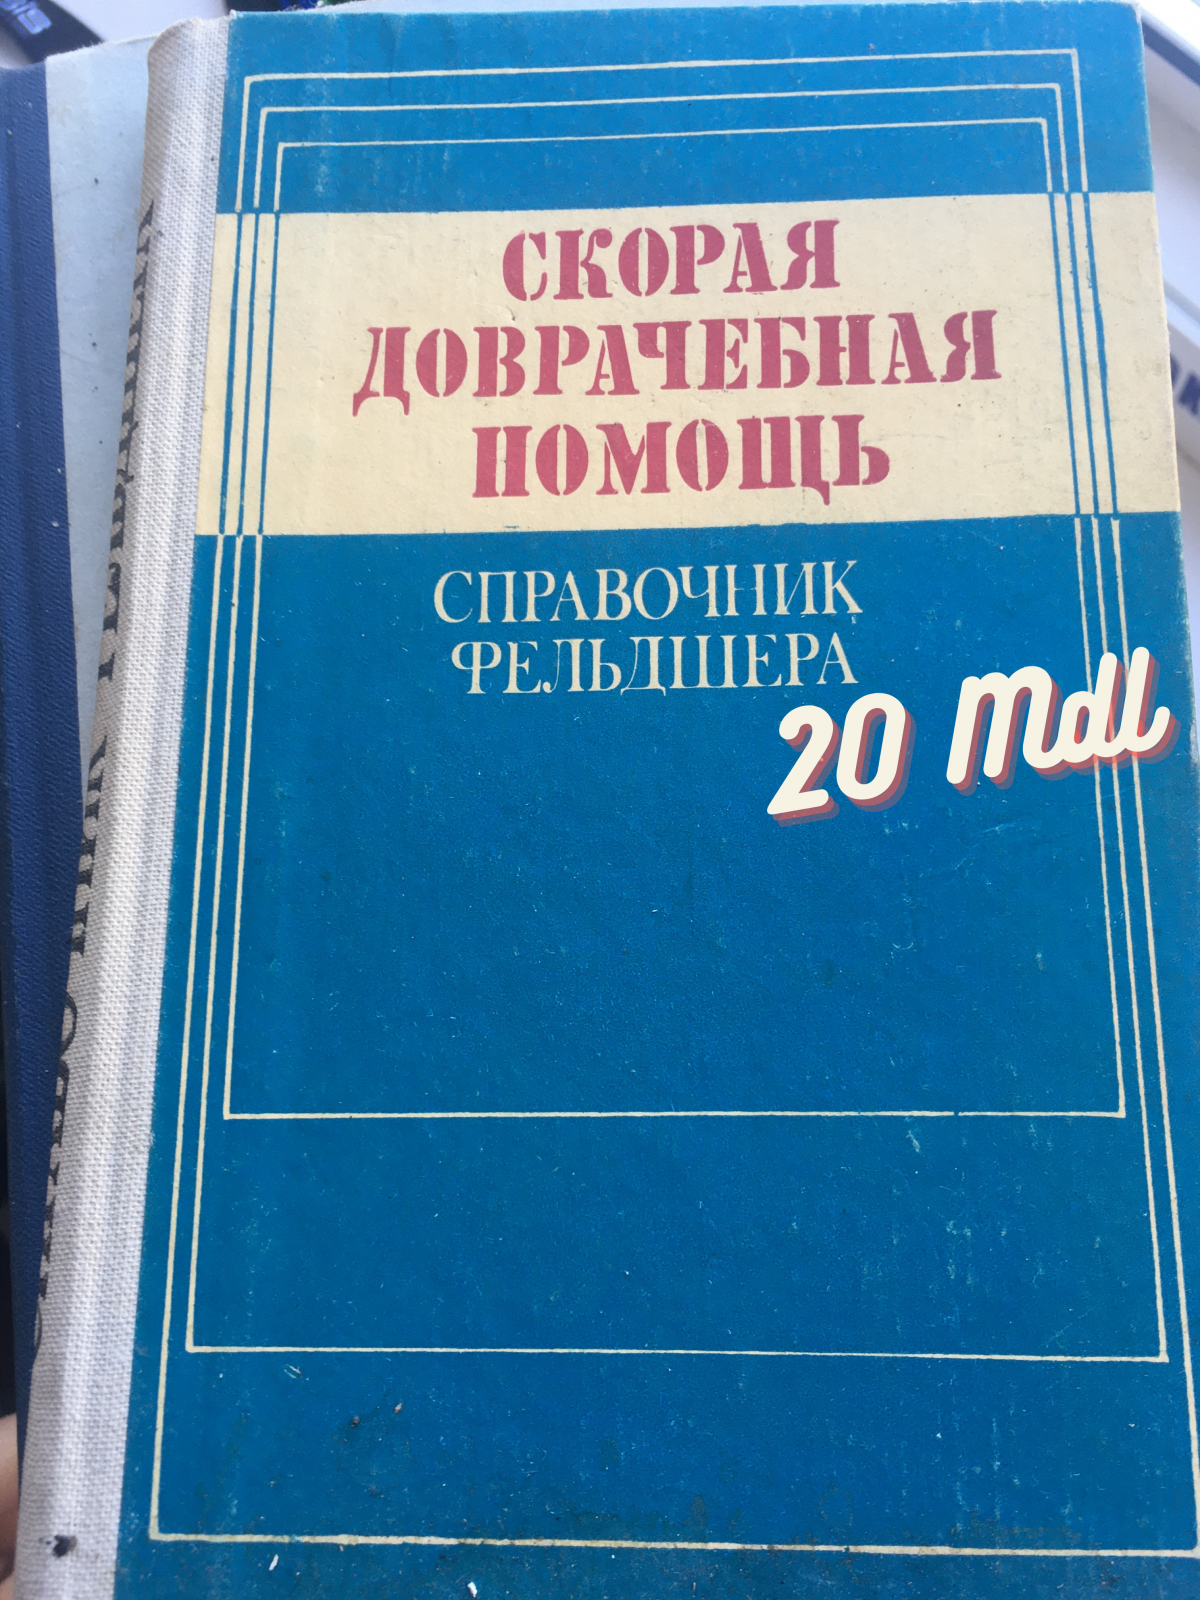 СКОРАЯ
ДОВРАЧЕБНАЯ
ПОМОЩЬ
СПРАВОЧНИК
ФЕЛЬДШЕРА
20 Mdl